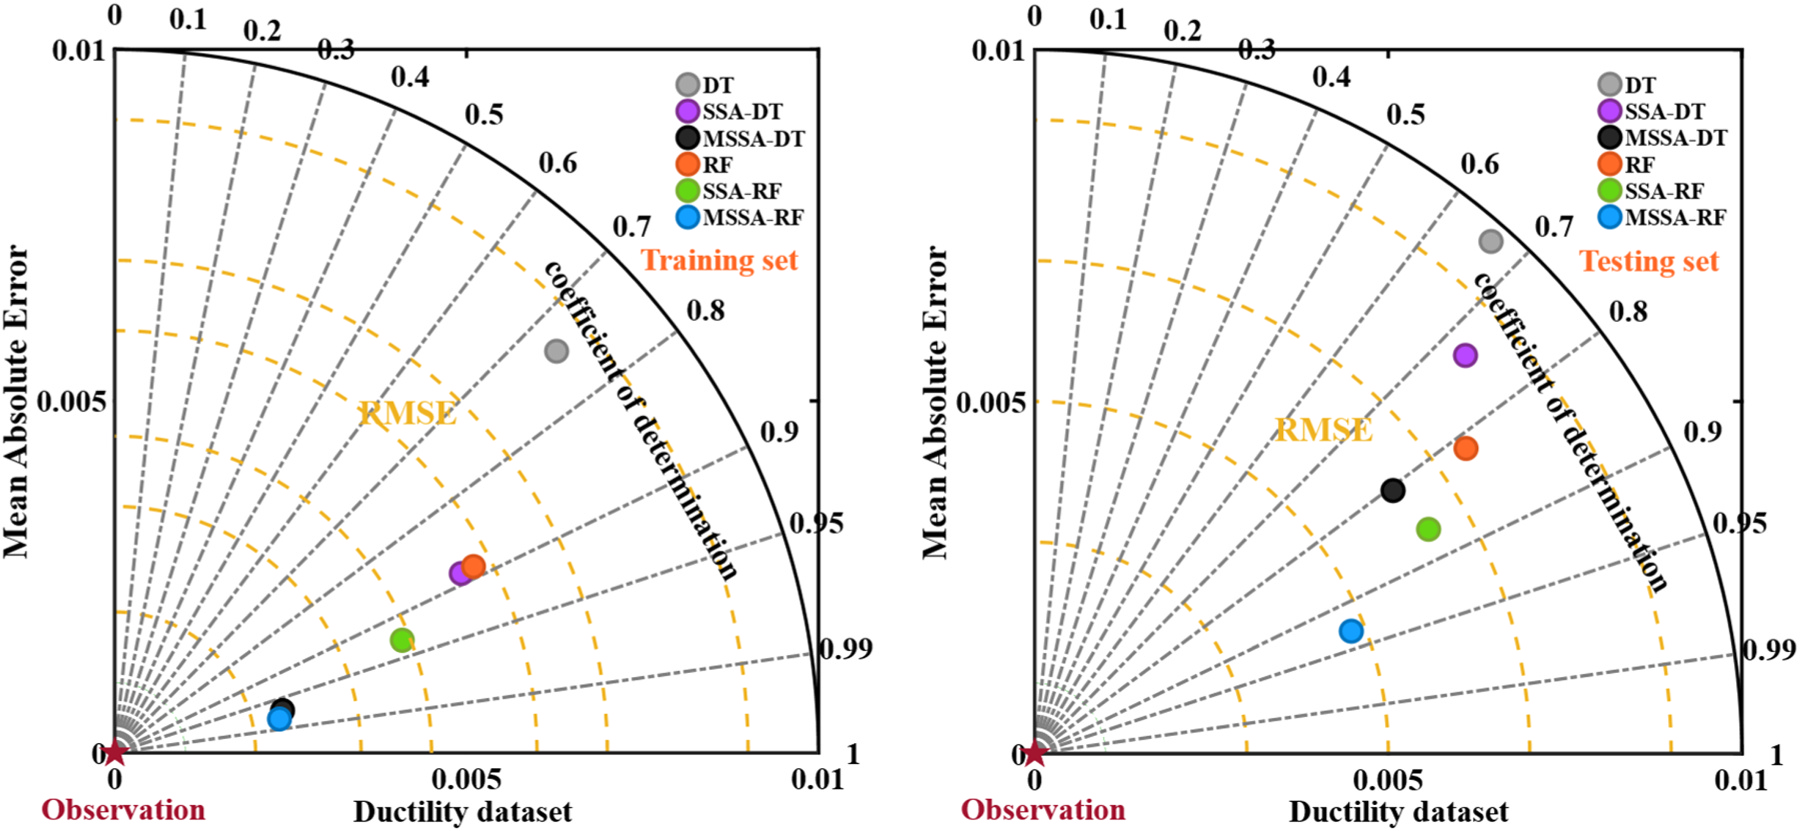 0
0.1
0.2
0.3
0.4
0.5
0.6
0.7
0.8
0.9
0.95
0.99
1
0.01
0.005
0
Mean Absolute Error
DT
SSA-DT
MSSA-DT
RF
SSA-RF
MSSA-RF
Training set
coefficient of determination
RMSE
0
0.005
0.01
Observation
Ductility dataset
0
0.1
0.2
0.3
0.4
0.5
0.6
0.7
0.8
0.9
0.95
0.99
1
0.01
0.005
0
Mean Absolute Error
DT
SSA-DT
MSSA-DT
RF
SSA-RF
MSSA-RF
Testing set
coefficient of determination
RMSE
0
0.005
0.01
Observation
Ductility dataset